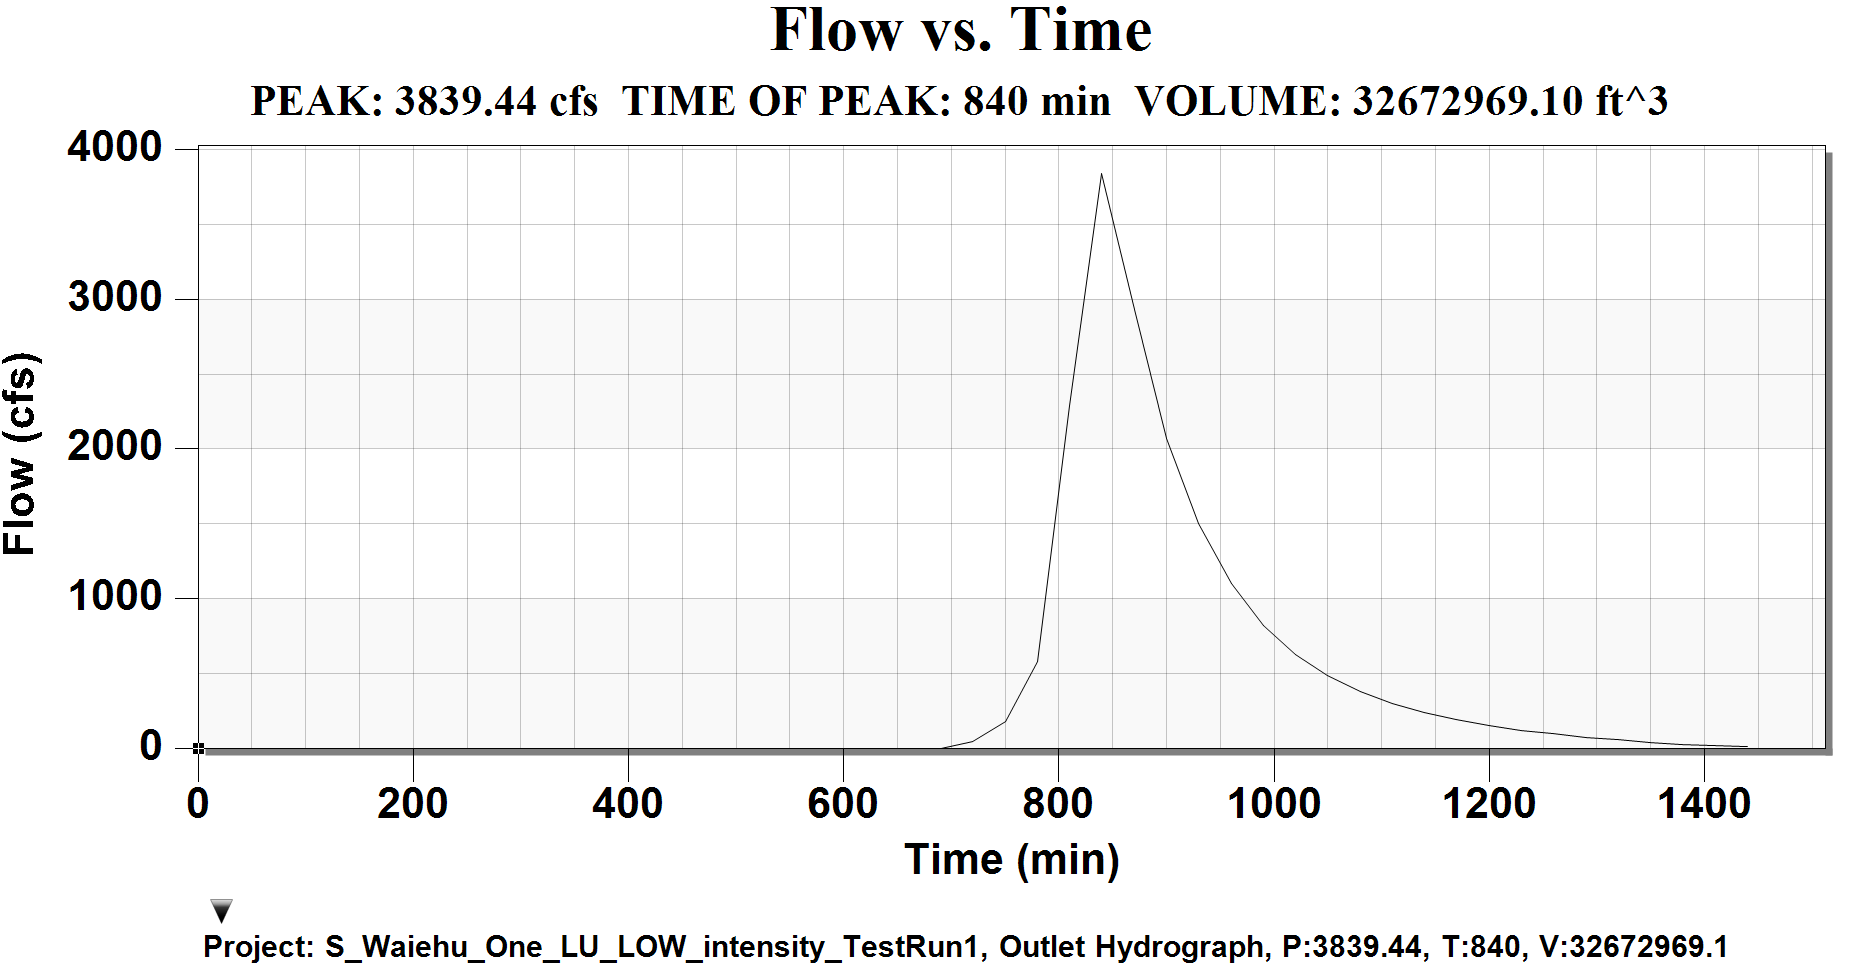 Flow vs. Time
PEAK: 3839.44 cfs  TIME OF PEAK: 840 min  VOLUME: 32672969.10 ft^3
4000
3000
2000
1000
0
Flow (cfs)
0 200 400 600 800 1000 1200 1400
Time (min)
Project: S_Waiehu_One_LU_LOW_intensity_TestRun1, Outlet Hydrograph, P:3839.44, T:840, V:32672969.1